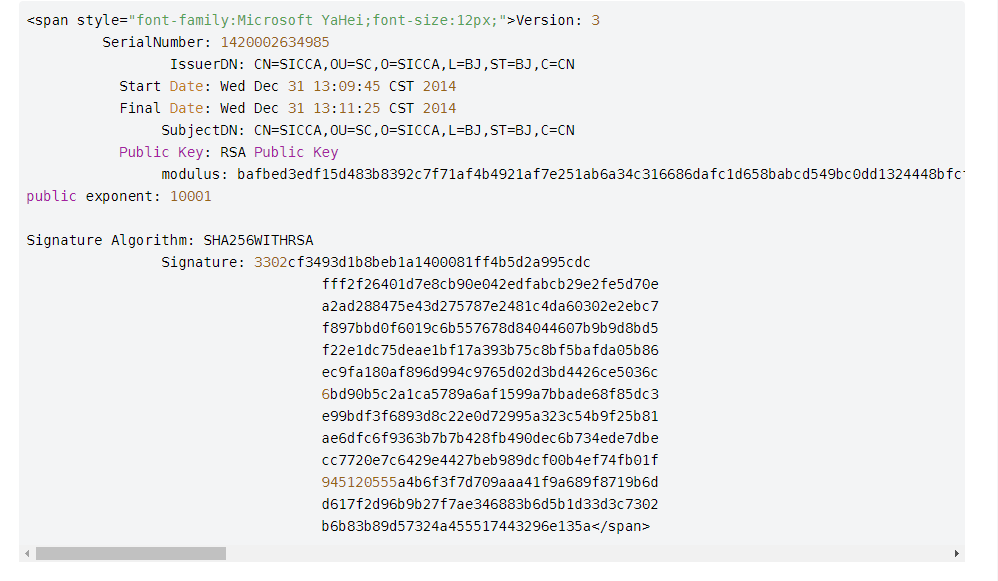 <span style="font-family:Microsoft YaHei;font-size:12px;">Version: 3
SerialNumber: 1420002634985
IssuerDN: CN=SICCA,OU=SC,O=SICCA,L=BJ,ST=BJ,C=CN
Start Date: Wed Dec 31 13:09:45 CST 2014
Final Date: Wed Dec 31 13:11:25 CST 2014
SubjectDN: CN=SICCA,OU=SC,O=SICCA,L=BJ,ST=BJ,C=CN
Public Key: RSA Public Key
modulus: bafbed3edf15d483b8392c7f71af4b4921af7e251ab6a34c316686dafc1d658babcd549bc0dd1324448bfc
public exponent: 10001
Signature Algorithm: SHA256WITHRSA
Signature: 3302cf3493d1b8beb1a1400081ff4b5d2a995cdc
fff2f26401d7e8cb90e042edfabcb29e2fe5d70e
a2ad288475e43d275787e2481c4da60302e2ebc7
f897bbd0f6019c6b557678d84044607b9b9d8bd5
f22e1dc75deae1bf17a393b75c8bf5bafda05b86
ec9fa180af896d994c9765d02d3bd4426ce5036c
6bd90b5c2a1ca5789a6af1599a7bbade68f85dc3
e99bdf3f6893d8c22e0d72995a323c54b9f25b81
ae6dfc6f9363b7b7b428fb490dec6b734ede7dbe
cc7720e7c6429e4427beb989dcf00b4ef74fb01f
945120555a4b6f3f7d709aaa41f9a689f8719b6d
d617f2d96b9b27f7ae346883b6d5b1d33d3c7302
b6b83b89d57324a455517443296e135a</span>